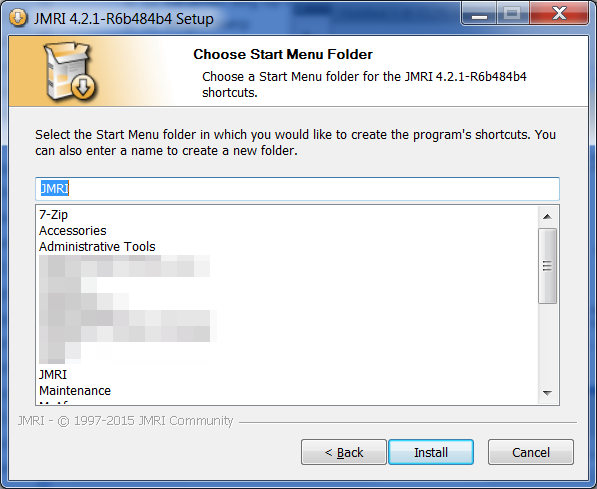 JMRI 4.2.1-R6b484b4 Setup
Choose Start Menu Folder
Choose a Start Menu folder for the JMRI 4.2.1-R6b484b4
shortcuts.
Select the Start Menu folder in which you would like to create the program's shortcuts. You
can also enter a name to create a new folder.
JMRI
7-Zip
Accessories
Administrative Tools
JMRI
Maintenance
JMRI - © 1997-2015 JMRI Community
< Back
Install
Cancel